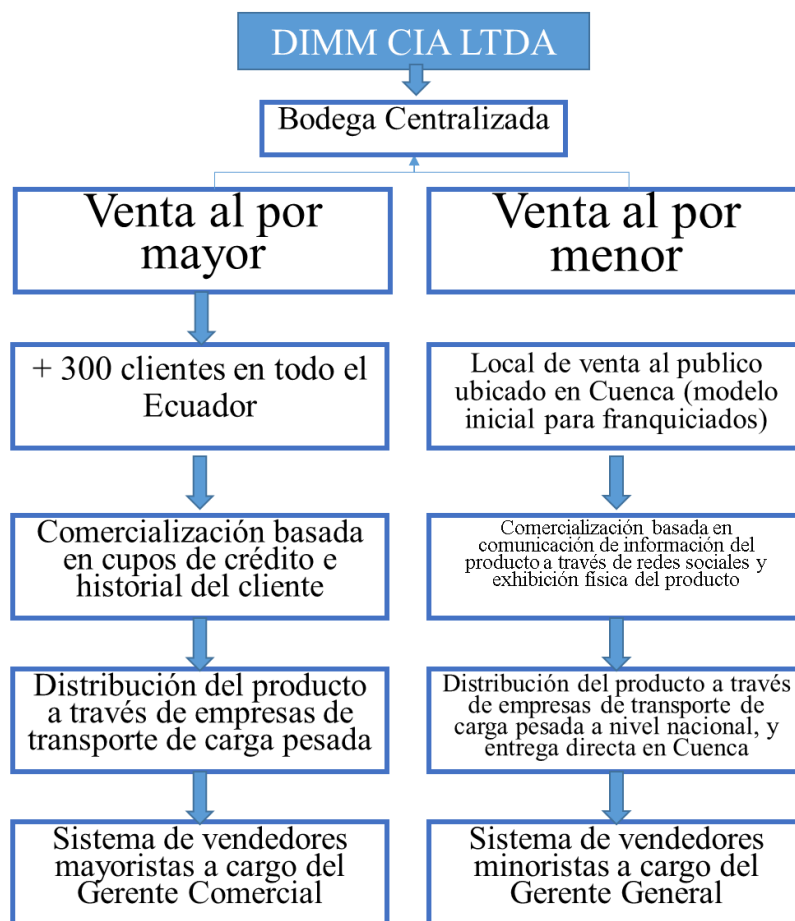 DIMM CIA LTDA
Bodega Centralizada
Venta al por
mayor
+ 300 clientes en todo el
Ecuador
Comercialización basada
en cupos de crédito e
historial del cliente
Distribución del producto
a través de empresas de
transporte de carga pesada
Sistema de vendedores
mayoristas a cargo del
Gerente Comercial
Venta al por
menor
Local de venta al publico
ubicado en Cuenca (modelo
inicial para franquiciados)
Comercialización basada en
comunicación de información del
producto a través de redes sociales y
exhibición física del producto
Distribución del producto a través
de empresas de transporte de
carga pesada a nivel nacional, y
entrega directa en Cuenca
Sistema de vendedores
minoristas a cargo del
Gerente General